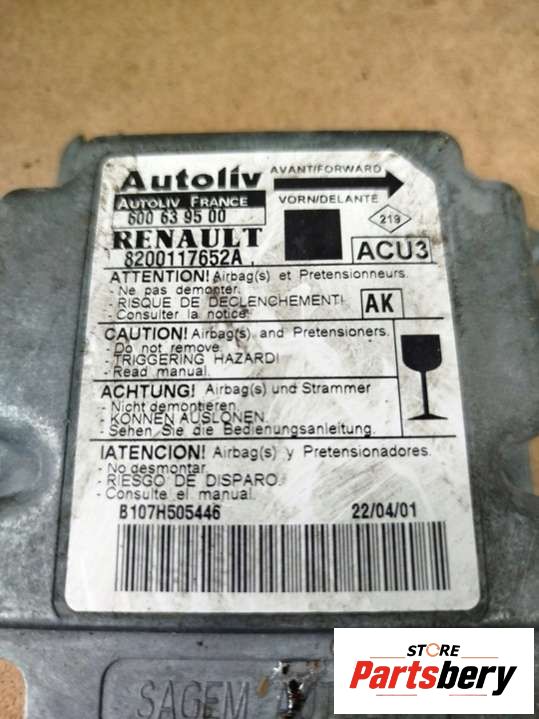 Autoliv
AVANT/FORWARD
AUTOLIV FRANCE
VORN/DELANTE
600 63 95 00
219
RENAULT
8200117652A
ACU3
ATTENTION! Airbag(s) et Pretensionneurs.
- Ne pas demonter.
- RISQUE DE DECLENCHEMENT!
- Consulter la notice.
AK
CAUTION! Airbag(s) and Pretensioners.
- Do not remove.
- TRIGGERING HAZARD!
- Read manual.
ACHTUNG! Airbag(s) und Strammer
- Nicht demontieren.
- KONNEN AUSLONEN.
- Sehen Sie die Bedienungsanleitung.
!ATENCION! Airbag(s) y Pretensionadores.
- No desmontar.
- RIESGO DE DISPARO.
- Consulte el manual.
B107H505446
22/04/01
SAGEM
STORE
Partsbery